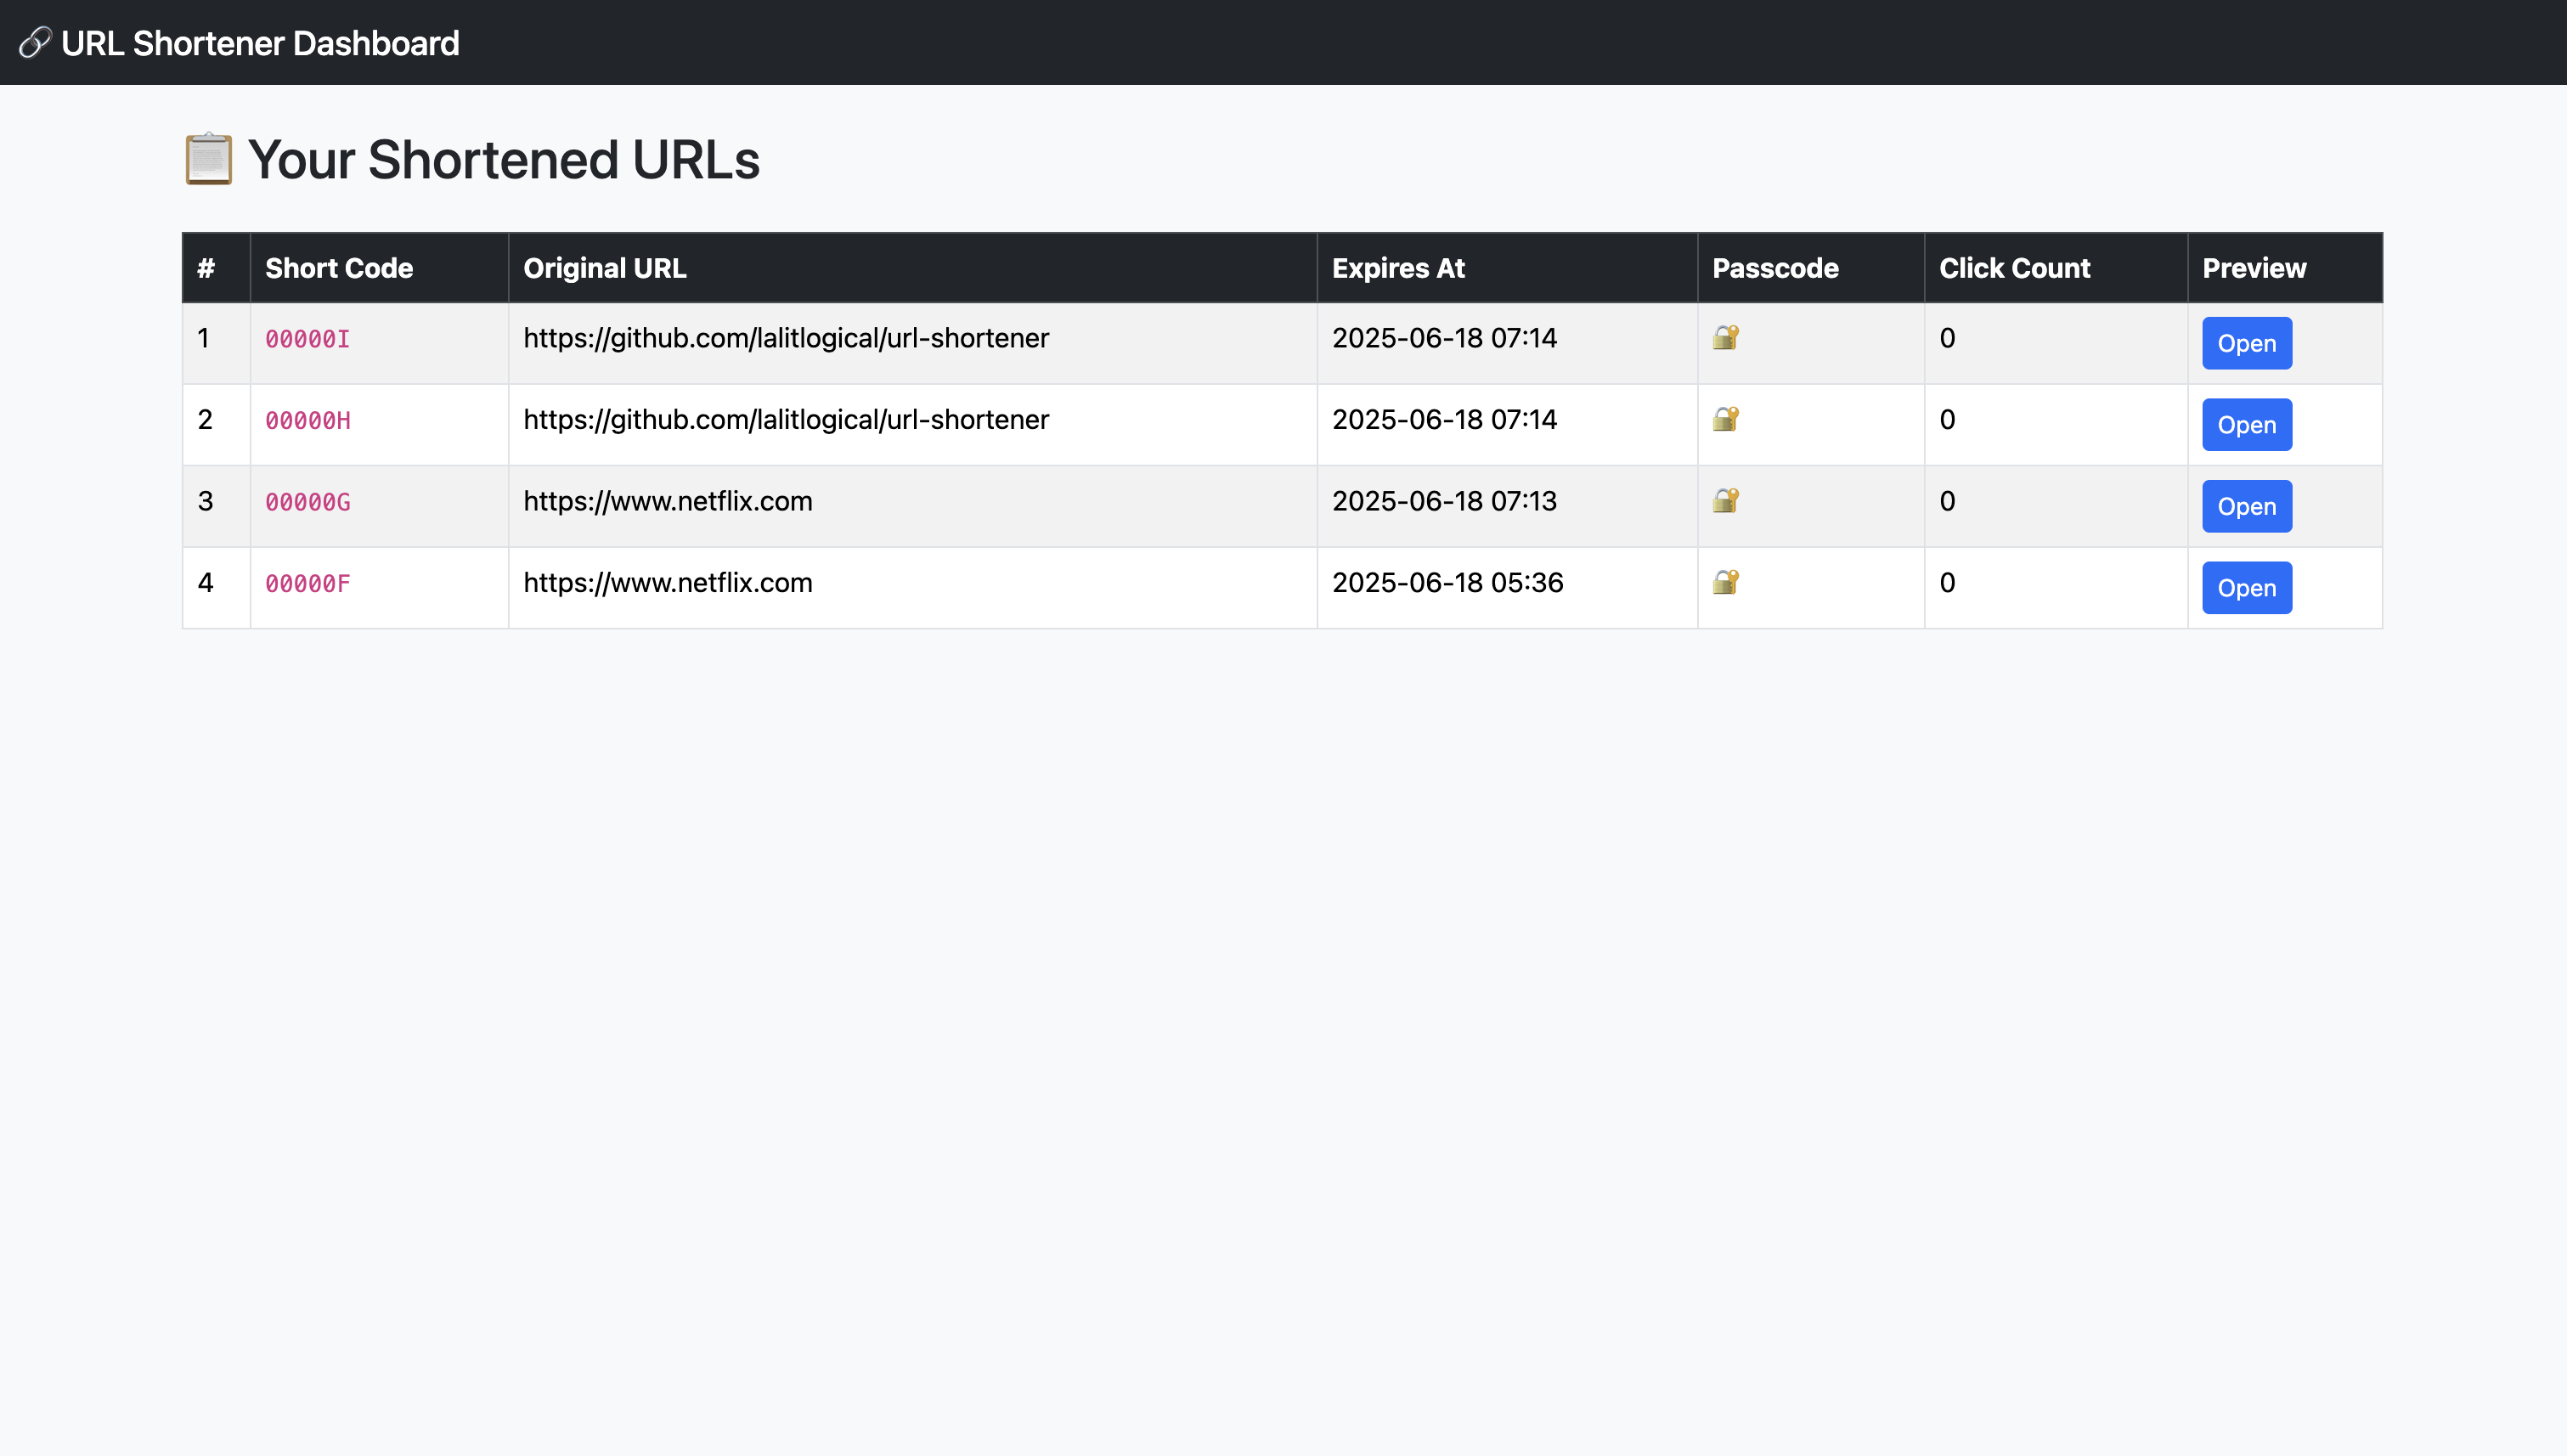 🔗 URL Shortener Dashboard
📋 Your Shortened URLs
# Short Code Original URL Expires At Passcode Click Count Preview
1 00000I https://github.com/lalitlogical/url-shortener 2025-06-18 07:14 🔐 0 Open
2 00000H https://github.com/lalitlogical/url-shortener 2025-06-18 07:14 🔐 0 Open
3 00000G https://www.netflix.com 2025-06-18 07:13 🔐 0 Open
4 00000F https://www.netflix.com 2025-06-18 05:36 🔐 0 Open